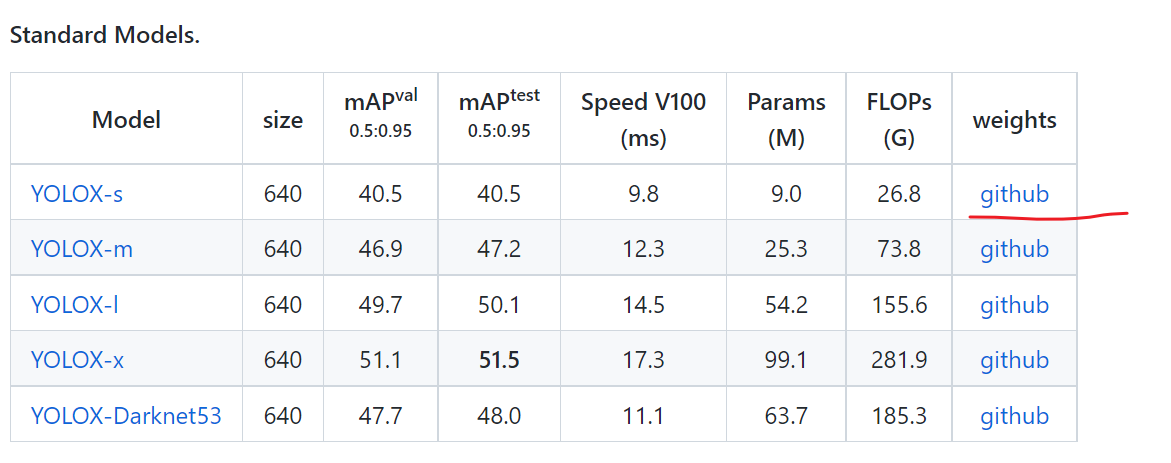 Standard Models.
Model size mAPval 0.5:0.95 mAPtest 0.5:0.95 Speed V100 (ms) Params (M) FLOPs (G) weights
YOLOX-s 640 40.5 40.5 9.8 9.0 26.8 github
YOLOX-m 640 46.9 47.2 12.3 25.3 73.8 github
YOLOX-l 640 49.7 50.1 14.5 54.2 155.6 github
YOLOX-x 640 51.1 51.5 17.3 99.1 281.9 github
YOLOX-Darknet53 640 47.7 48.0 11.1 63.7 185.3 github